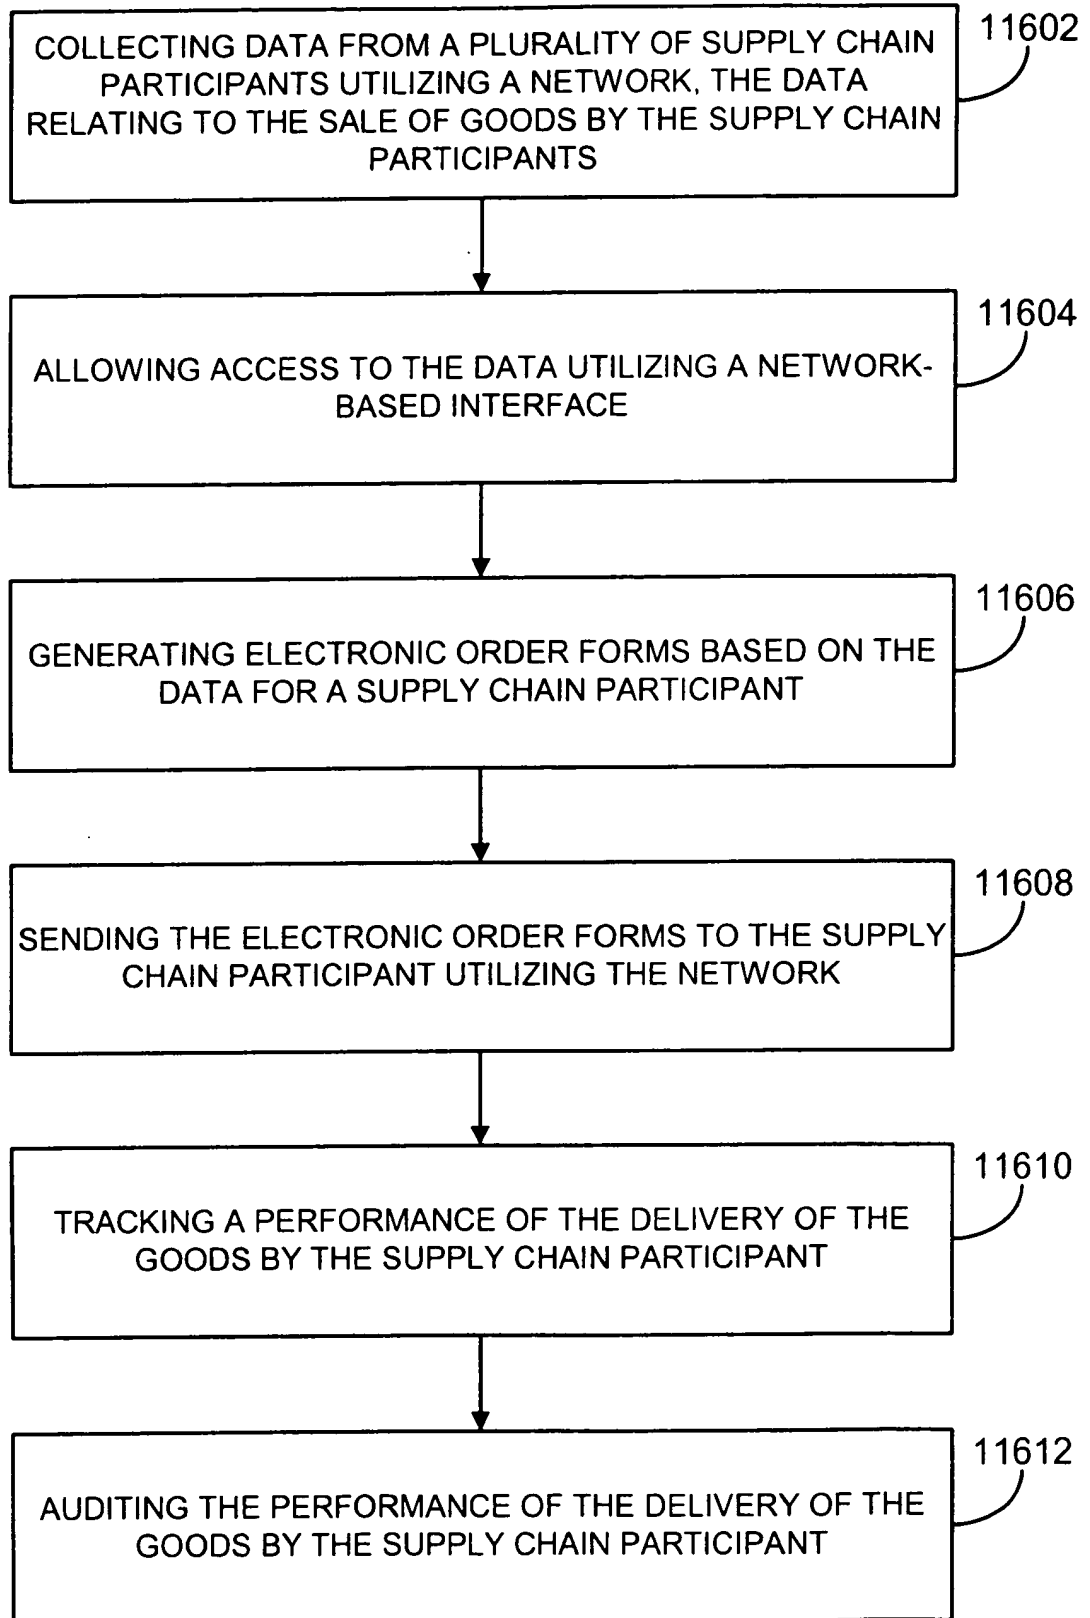 COLLECTING DATA FROM A PLURALITY OF SUPPLY CHAIN
PARTICIPANTS UTILIZING A NETWORK, THE DATA
RELATING TO THE SALE OF GOODS BY THE SUPPLY CHAIN
PARTICIPANTS
11602
ALLOWING ACCESS TO THE DATA UTILIZING A NETWORK-
BASED INTERFACE
11604
GENERATING ELECTRONIC ORDER FORMS BASED ON THE
DATA FOR A SUPPLY CHAIN PARTICIPANT
11606
SENDING THE ELECTRONIC ORDER FORMS TO THE SUPPLY
CHAIN PARTICIPANT UTILIZING THE NETWORK
11608
TRACKING A PERFORMANCE OF THE DELIVERY OF THE
GOODS BY THE SUPPLY CHAIN PARTICIPANT
11610
AUDITING THE PERFORMANCE OF THE DELIVERY OF THE
GOODS BY THE SUPPLY CHAIN PARTICIPANT
11612